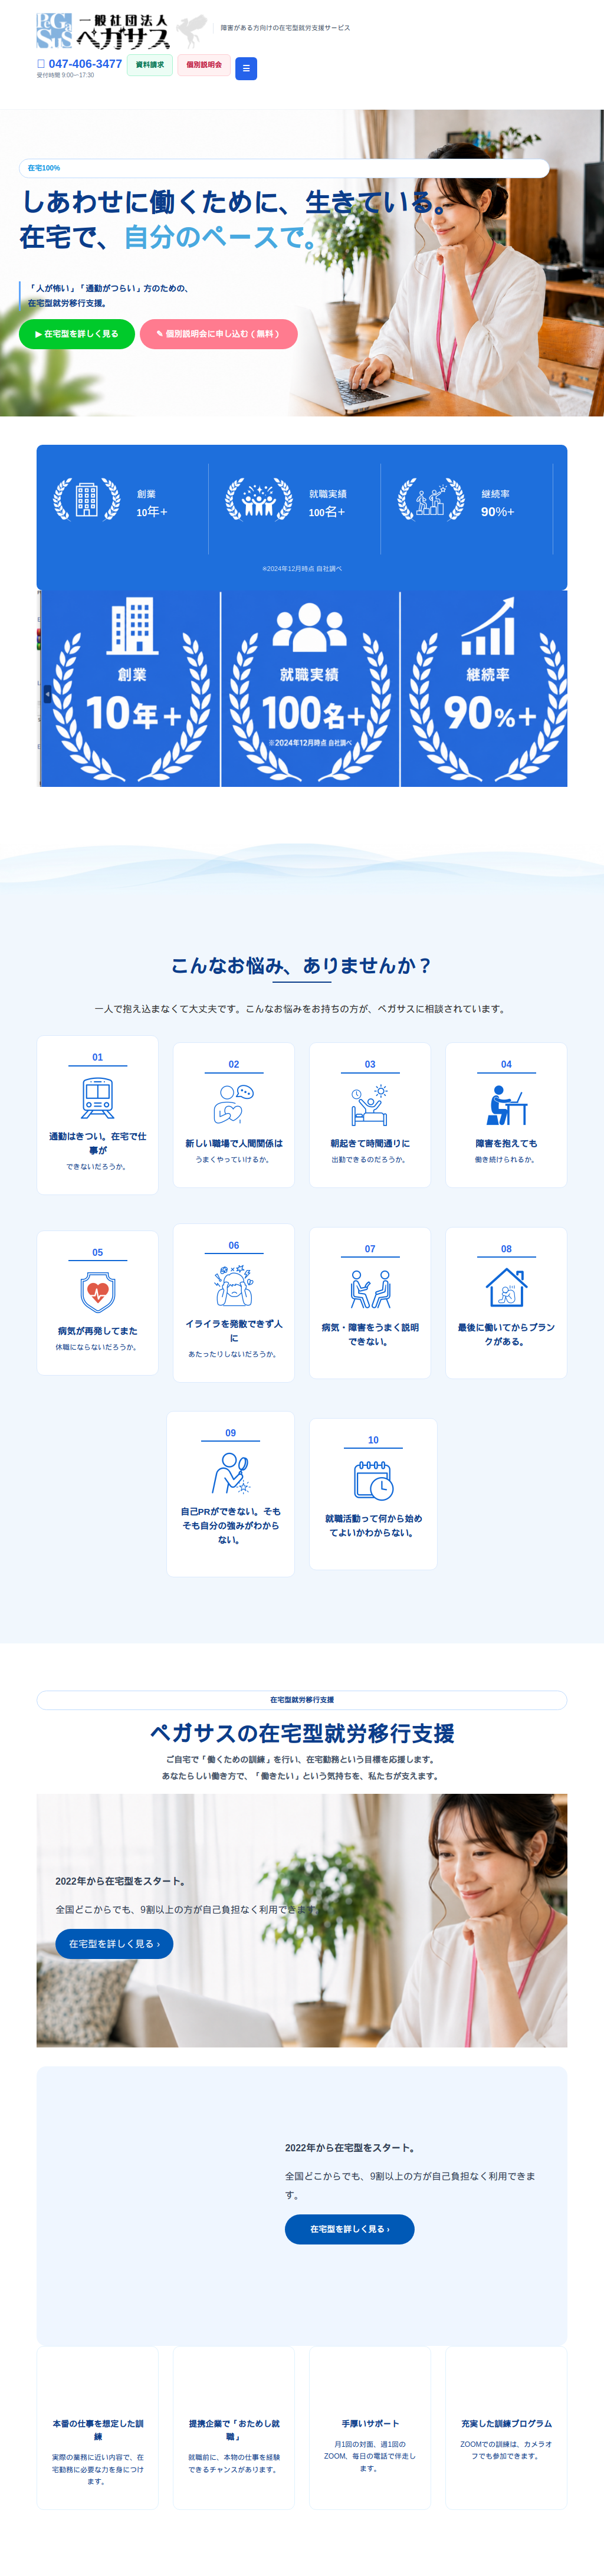 PeGaSuS
一般社団法人
ペガサス
障害がある方向けの在宅型就労支援サービス
047-406-3477
受付時間 9:00〜17:30
資料請求
個別説明会
☰
在宅100%
しあわせに働くために、生きている。
在宅で、自分のペースで。
「人が怖い」「通勤がつらい」方のための、
在宅型就労移行支援。
▶ 在宅型を詳しく見る
✎ 個別説明会に申し込む（無料）
創業
10年+
就職実績
100名+
継続率
90%+
※2024年12月時点 自社調べ
創業
10年＋
就職実績
100名＋
※2024年12月時点 自社調べ
継続率
90%＋
こんなお悩み、ありませんか？
一人で抱え込まなくて大丈夫です。こんなお悩みをお持ちの方が、ペガサスに相談されています。
01
通勤はきつい。在宅で仕
事が
できないだろうか。
02
新しい職場で人間関係は
うまくやっていけるか。
03
朝起きて時間通りに
出勤できるのだろうか。
04
障害を抱えても
働き続けられるか。
05
病気が再発してまた
休職にならないだろうか。
06
イライラを発散できず人
に
あたったりしないだろうか。
07
病気・障害をうまく説明
できない。
08
最後に働いてからブラン
クがある。
09
自己PRができない。そも
そも自分の強みがわから
ない。
10
就職活動って何から始め
てよいかわからない。
在宅型就労移行支援
ペガサスの在宅型就労移行支援
ご自宅で「働くための訓練」を行い、在宅勤務という目標を応援します。
あなたらしい働き方で、「働きたい」という気持ちを、私たちが支えます。
2022年から在宅型をスタート。
全国どこからでも、9割以上の方が自己負担なく利用できます。
在宅型を詳しく見る ›
2022年から在宅型をスタート。
全国どこからでも、9割以上の方が自己負担なく利用できま
す。
在宅型を詳しく見る ›
本番の仕事を想定した訓
練
実際の業務に近い内容で、在
宅勤務に必要な力を身につけ
ます。
提携企業で「おためし就
職」
就職前に、本物の仕事を経験
できるチャンスがあります。
手厚いサポート
月1回の対面、週1回の
ZOOM、毎日の電話で伴走し
ます。
充実した訓練プログラム
ZOOMでの訓練は、カメラオ
フでも参加できます。